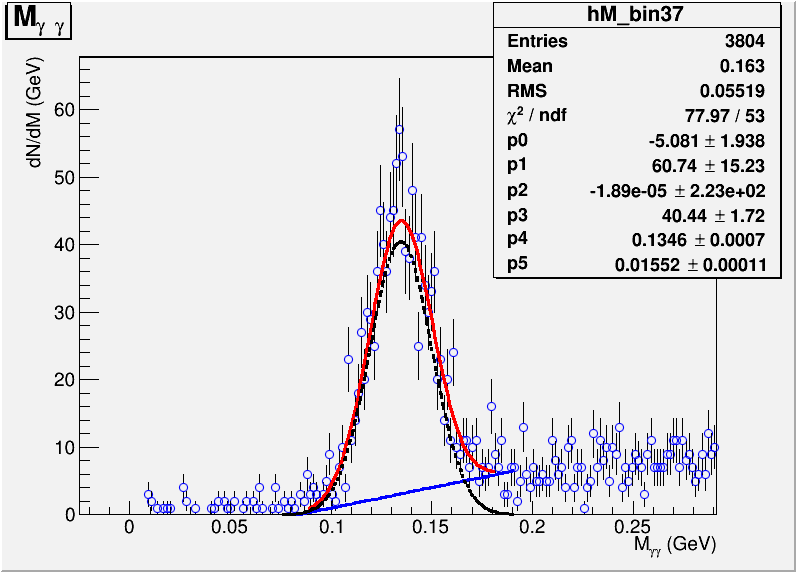 Mγ γ
hM_bin37
Entries 3804
Mean 0.163
RMS 0.05519
χ² / ndf 77.97 / 53
p0 -5.081 ± 1.938
p1 60.74 ± 15.23
p2 -1.89e-05 ± 2.23e+02
p3 40.44 ± 1.72
p4 0.1346 ± 0.0007
p5 0.01552 ± 0.00011
dN/dM (GeV)
60
50
40
30
20
10
0
0 0.05 0.1 0.15 0.2 0.25
Mγγ (GeV)